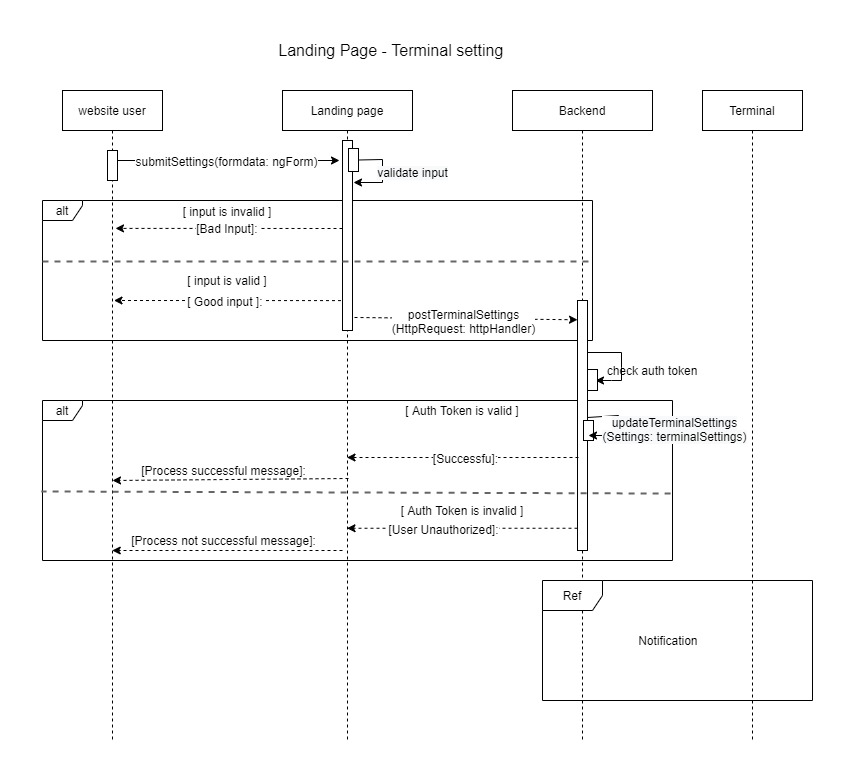 Landing Page - Terminal setting
website user
Landing page
Backend
Terminal
submitSettings(formdata: ngForm)
validate input
alt
[ input is invalid ]
[Bad Input]:
[ input is valid ]
[ Good input ]:
postTerminalSettings
(HttpRequest: httpHandler)
check auth token
alt
[ Auth Token is valid ]
updateTerminalSettings
(Settings: terminalSettings)
[Successfu]:
[Process successful message]:
[ Auth Token is invalid ]
[User Unauthorized]:
[Process not successful message]:
Ref
Notification